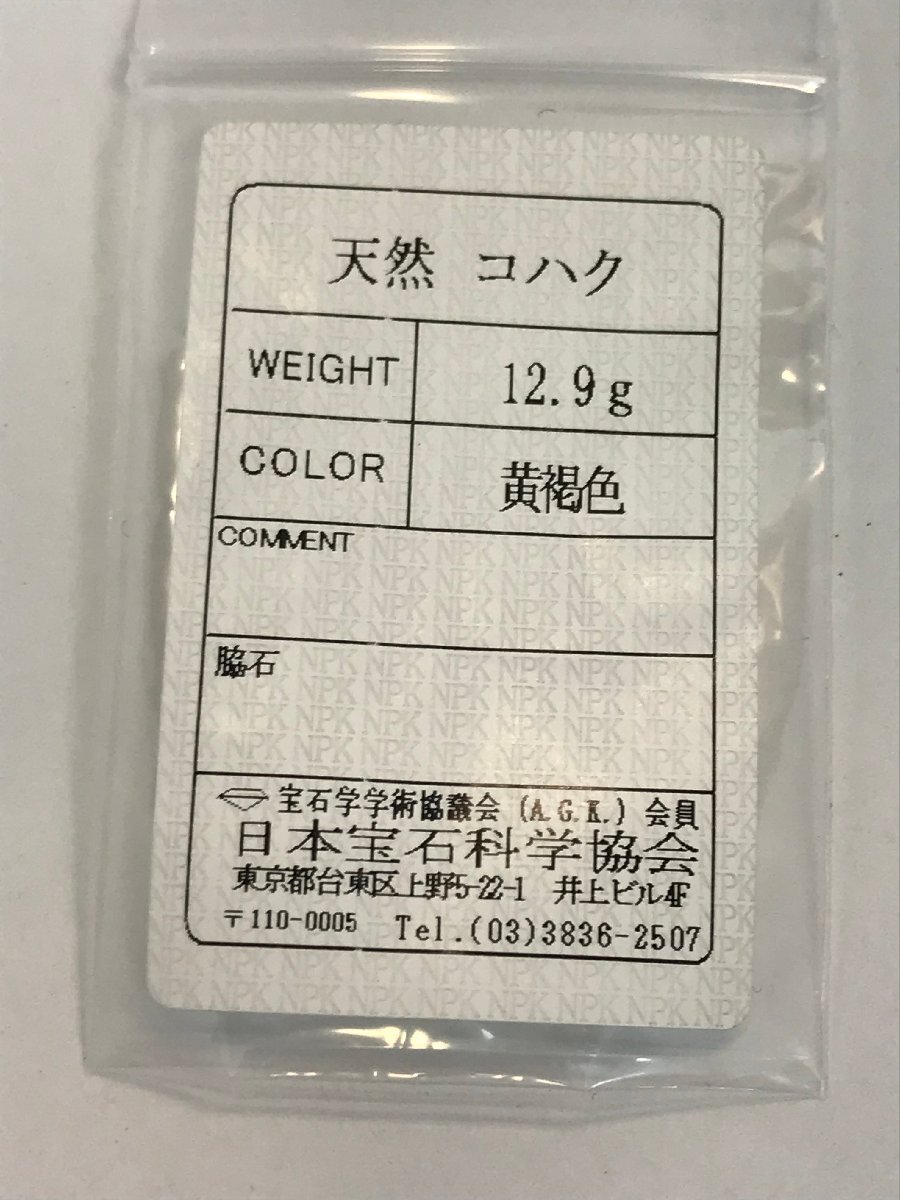 天然 コハク
WEIGHT 12.9g
COLOR 黄褐色
COMMENT
脇石
宝石学学術協議会 (A.G.K.) 会員
日本宝石科学協会
東京都台東区上野5-22-1 井上ビル4F
〒110-0005 Tel.(03)3836-2507